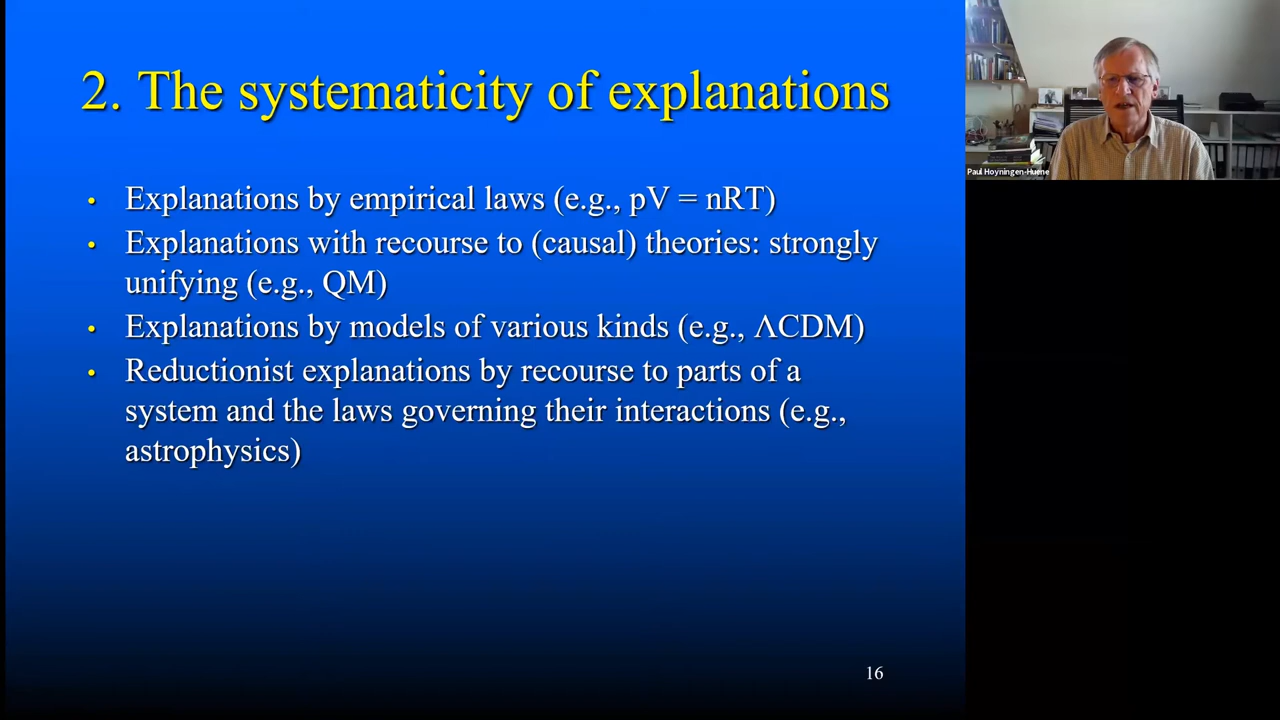 2. The systematicity of explanations
Paul Hoyningen-Huene
• Explanations by empirical laws (e.g., pV = nRT)
• Explanations with recourse to (causal) theories: strongly
unifying (e.g., QM)
• Explanations by models of various kinds (e.g., ΛCDM)
• Reductionist explanations by recourse to parts of a
system and the laws governing their interactions (e.g.,
astrophysics)
16